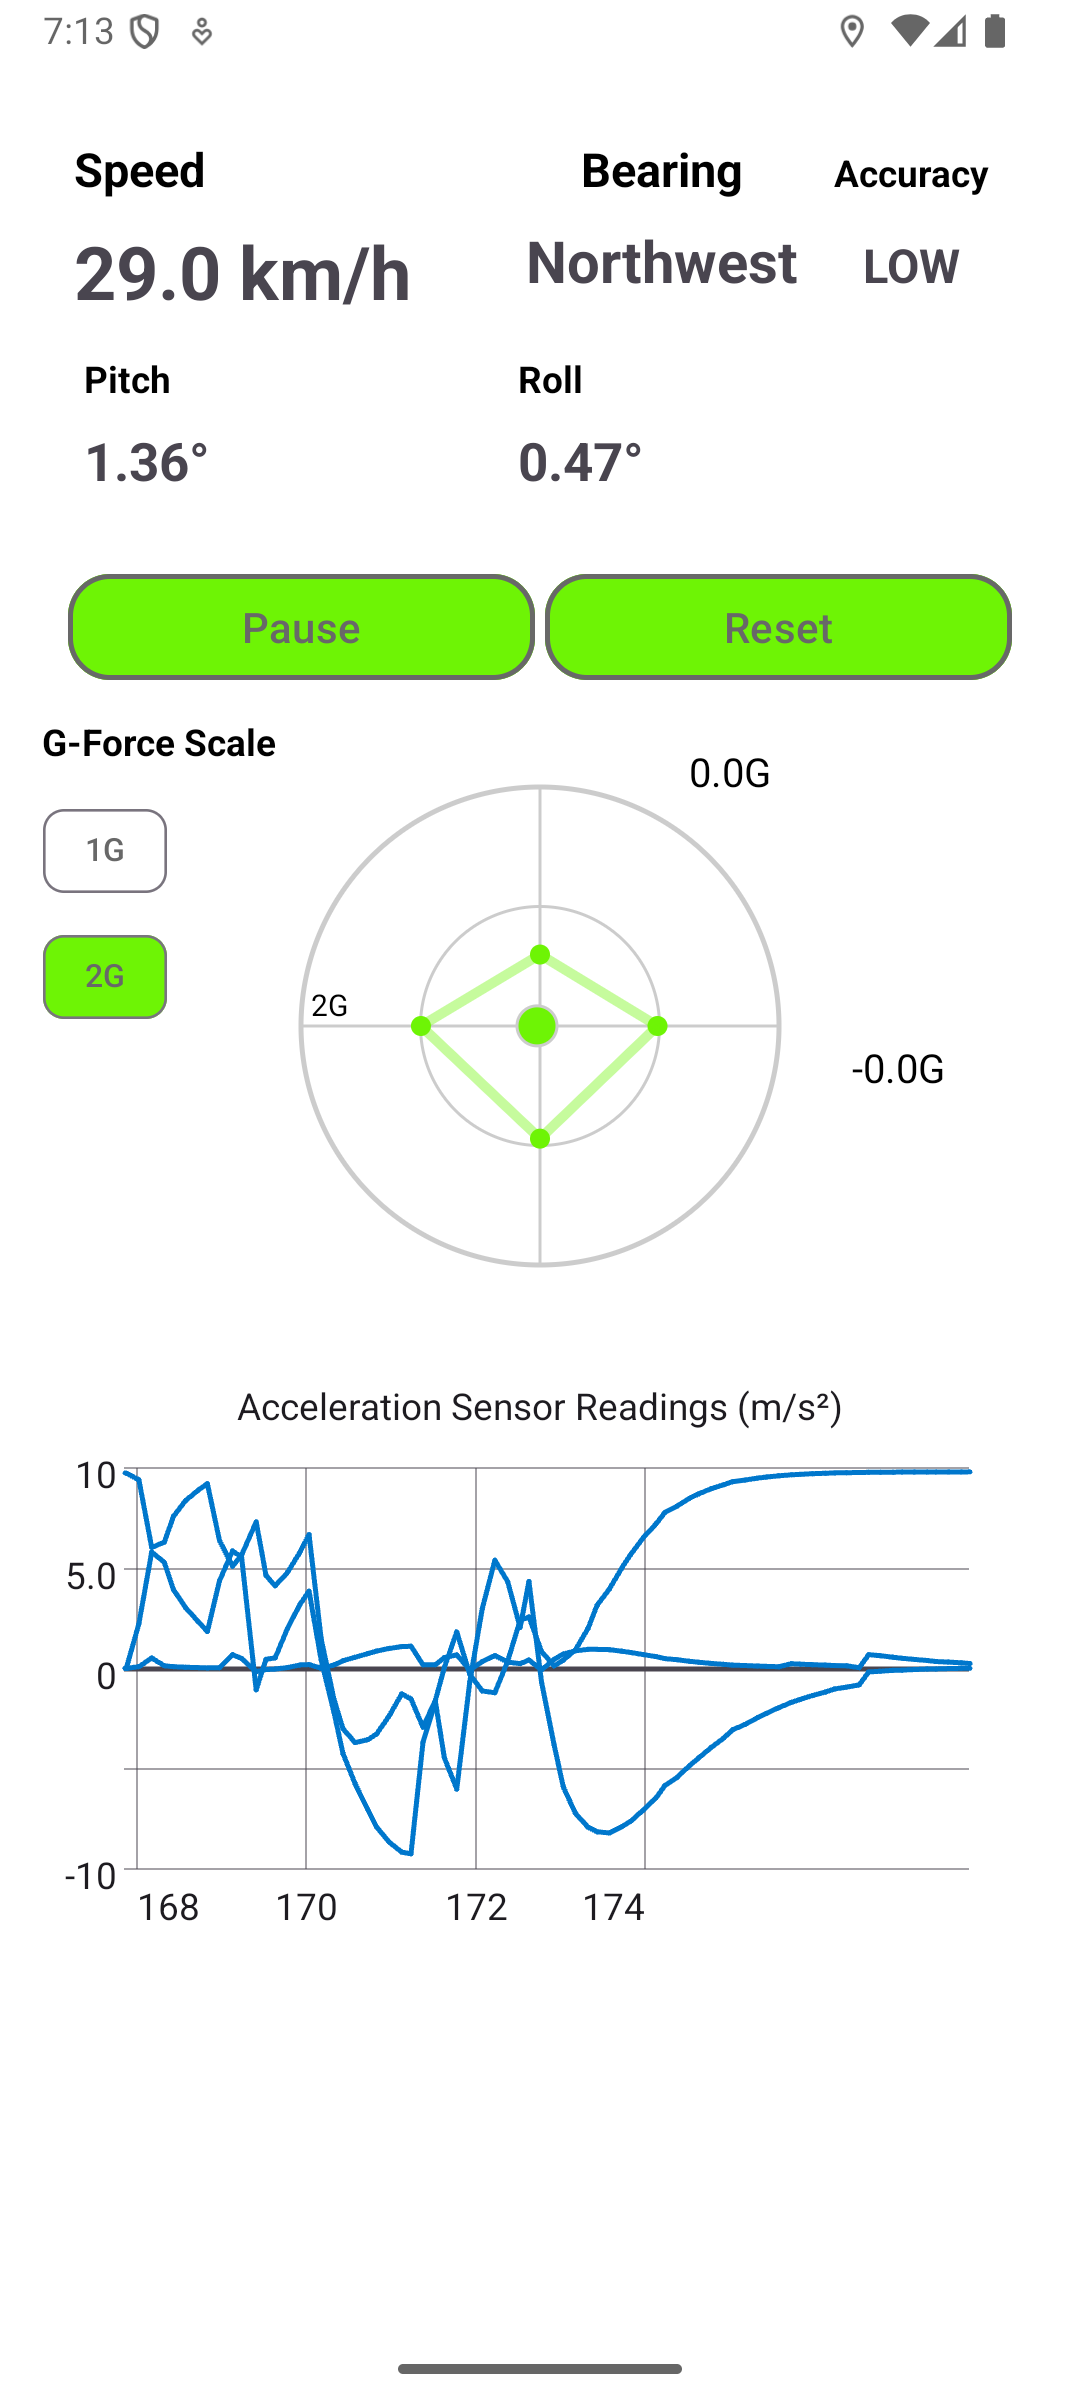 7:13
Speed Bearing Accuracy
29.0 km/h Northwest LOW
Pitch Roll
1.36° 0.47°
Pause Reset
G-Force Scale
0.0G
1G
2G
2G
-0.0G
Acceleration Sensor Readings (m/s²)
10
5.0
0
-10
168 170 172 174